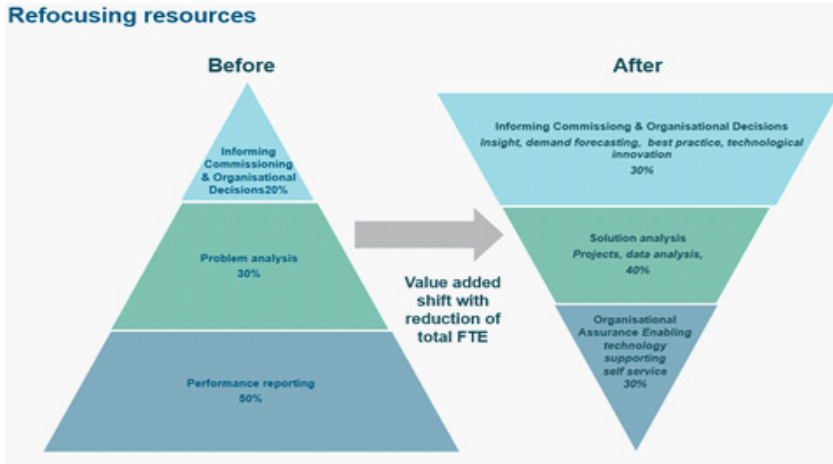 Refocusing resources
Before
After
Informing
Commissioning
& Organisational
Decisions20%
Problem analysis
30%
Performance reporting
50%
Value added
shift with
reduction of
total FTE
Informing Commissiong & Organisational Decisions
Insight, demand forecasting, best practice, technological
innovation
30%
Solution analysis
Projects, data analysis,
40%
Organisational
Assurance Enabling
technology
supporting
self service
30%